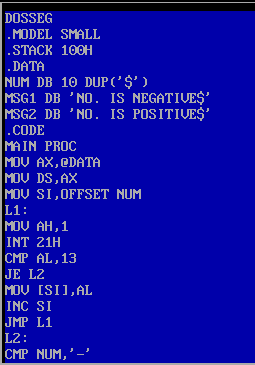 DOSSEG
.MODEL SMALL
.STACK 100H
.DATA
NUM DB 10 DUP('$')
MSG1 DB 'NO. IS NEGATIVE$'
MSG2 DB 'NO. IS POSITIVE$'
.CODE
MAIN PROC
MOV AX,@DATA
MOV DS,AX
MOV SI,OFFSET NUM
L1:
MOV AH,1
INT 21H
CMP AL,13
JE L2
MOV [SI],AL
INC SI
JMP L1
L2:
CMP NUM,'-'